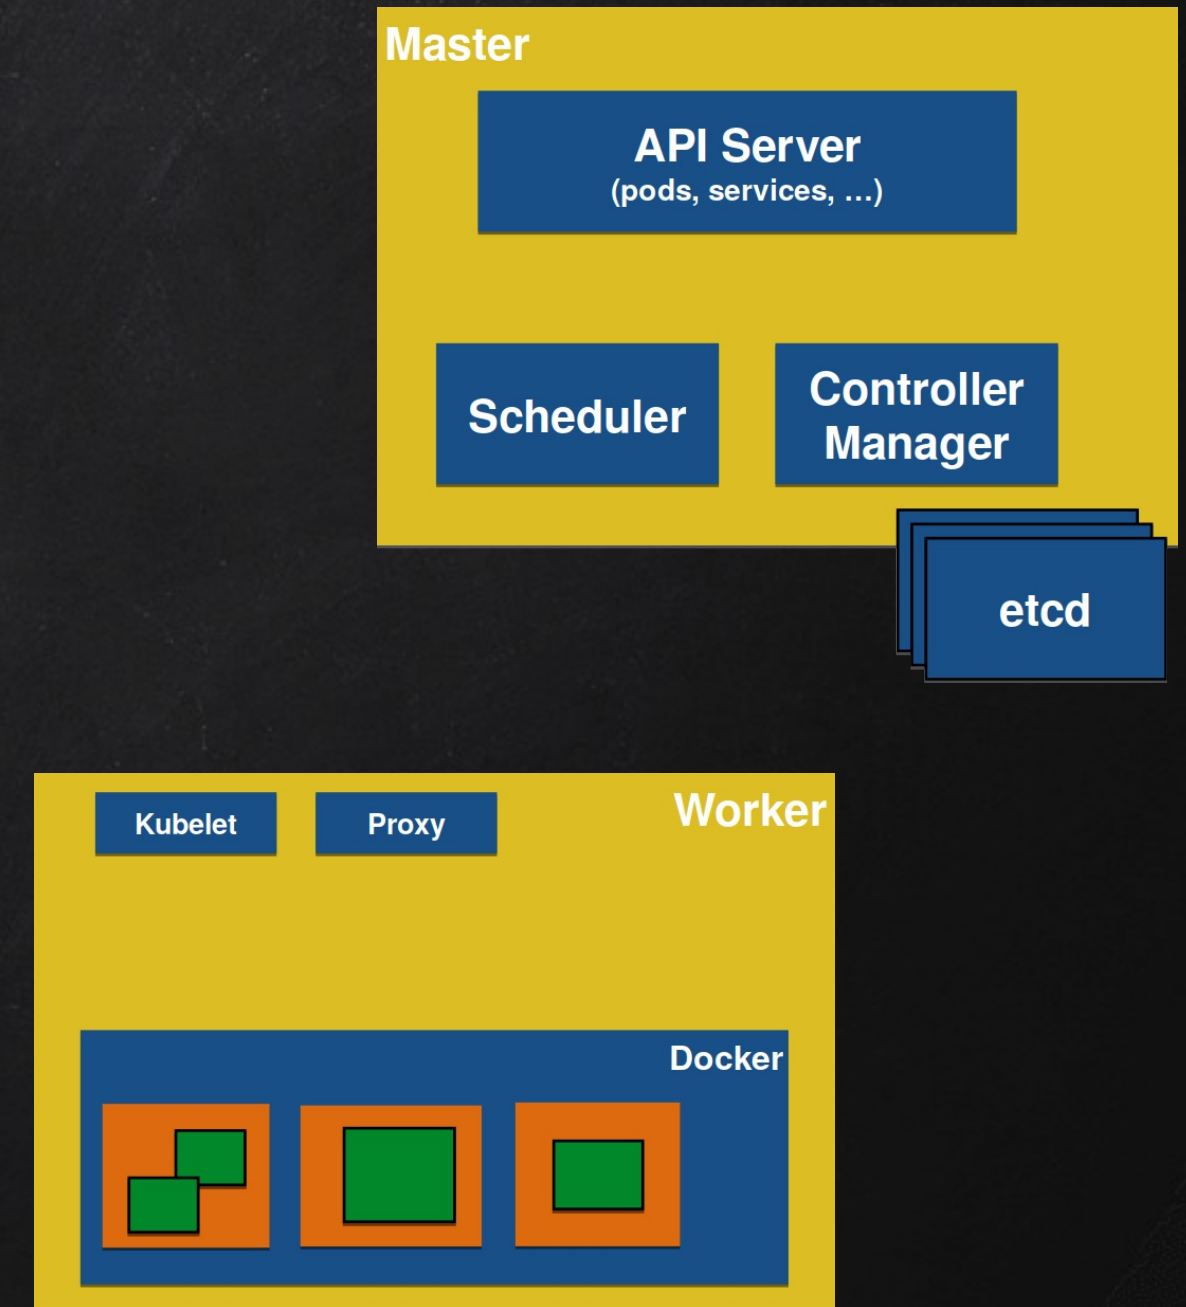 Master
API Server
(pods, services, ...)
Scheduler
Controller
Manager
etcd
Worker
Kubelet
Proxy
Docker